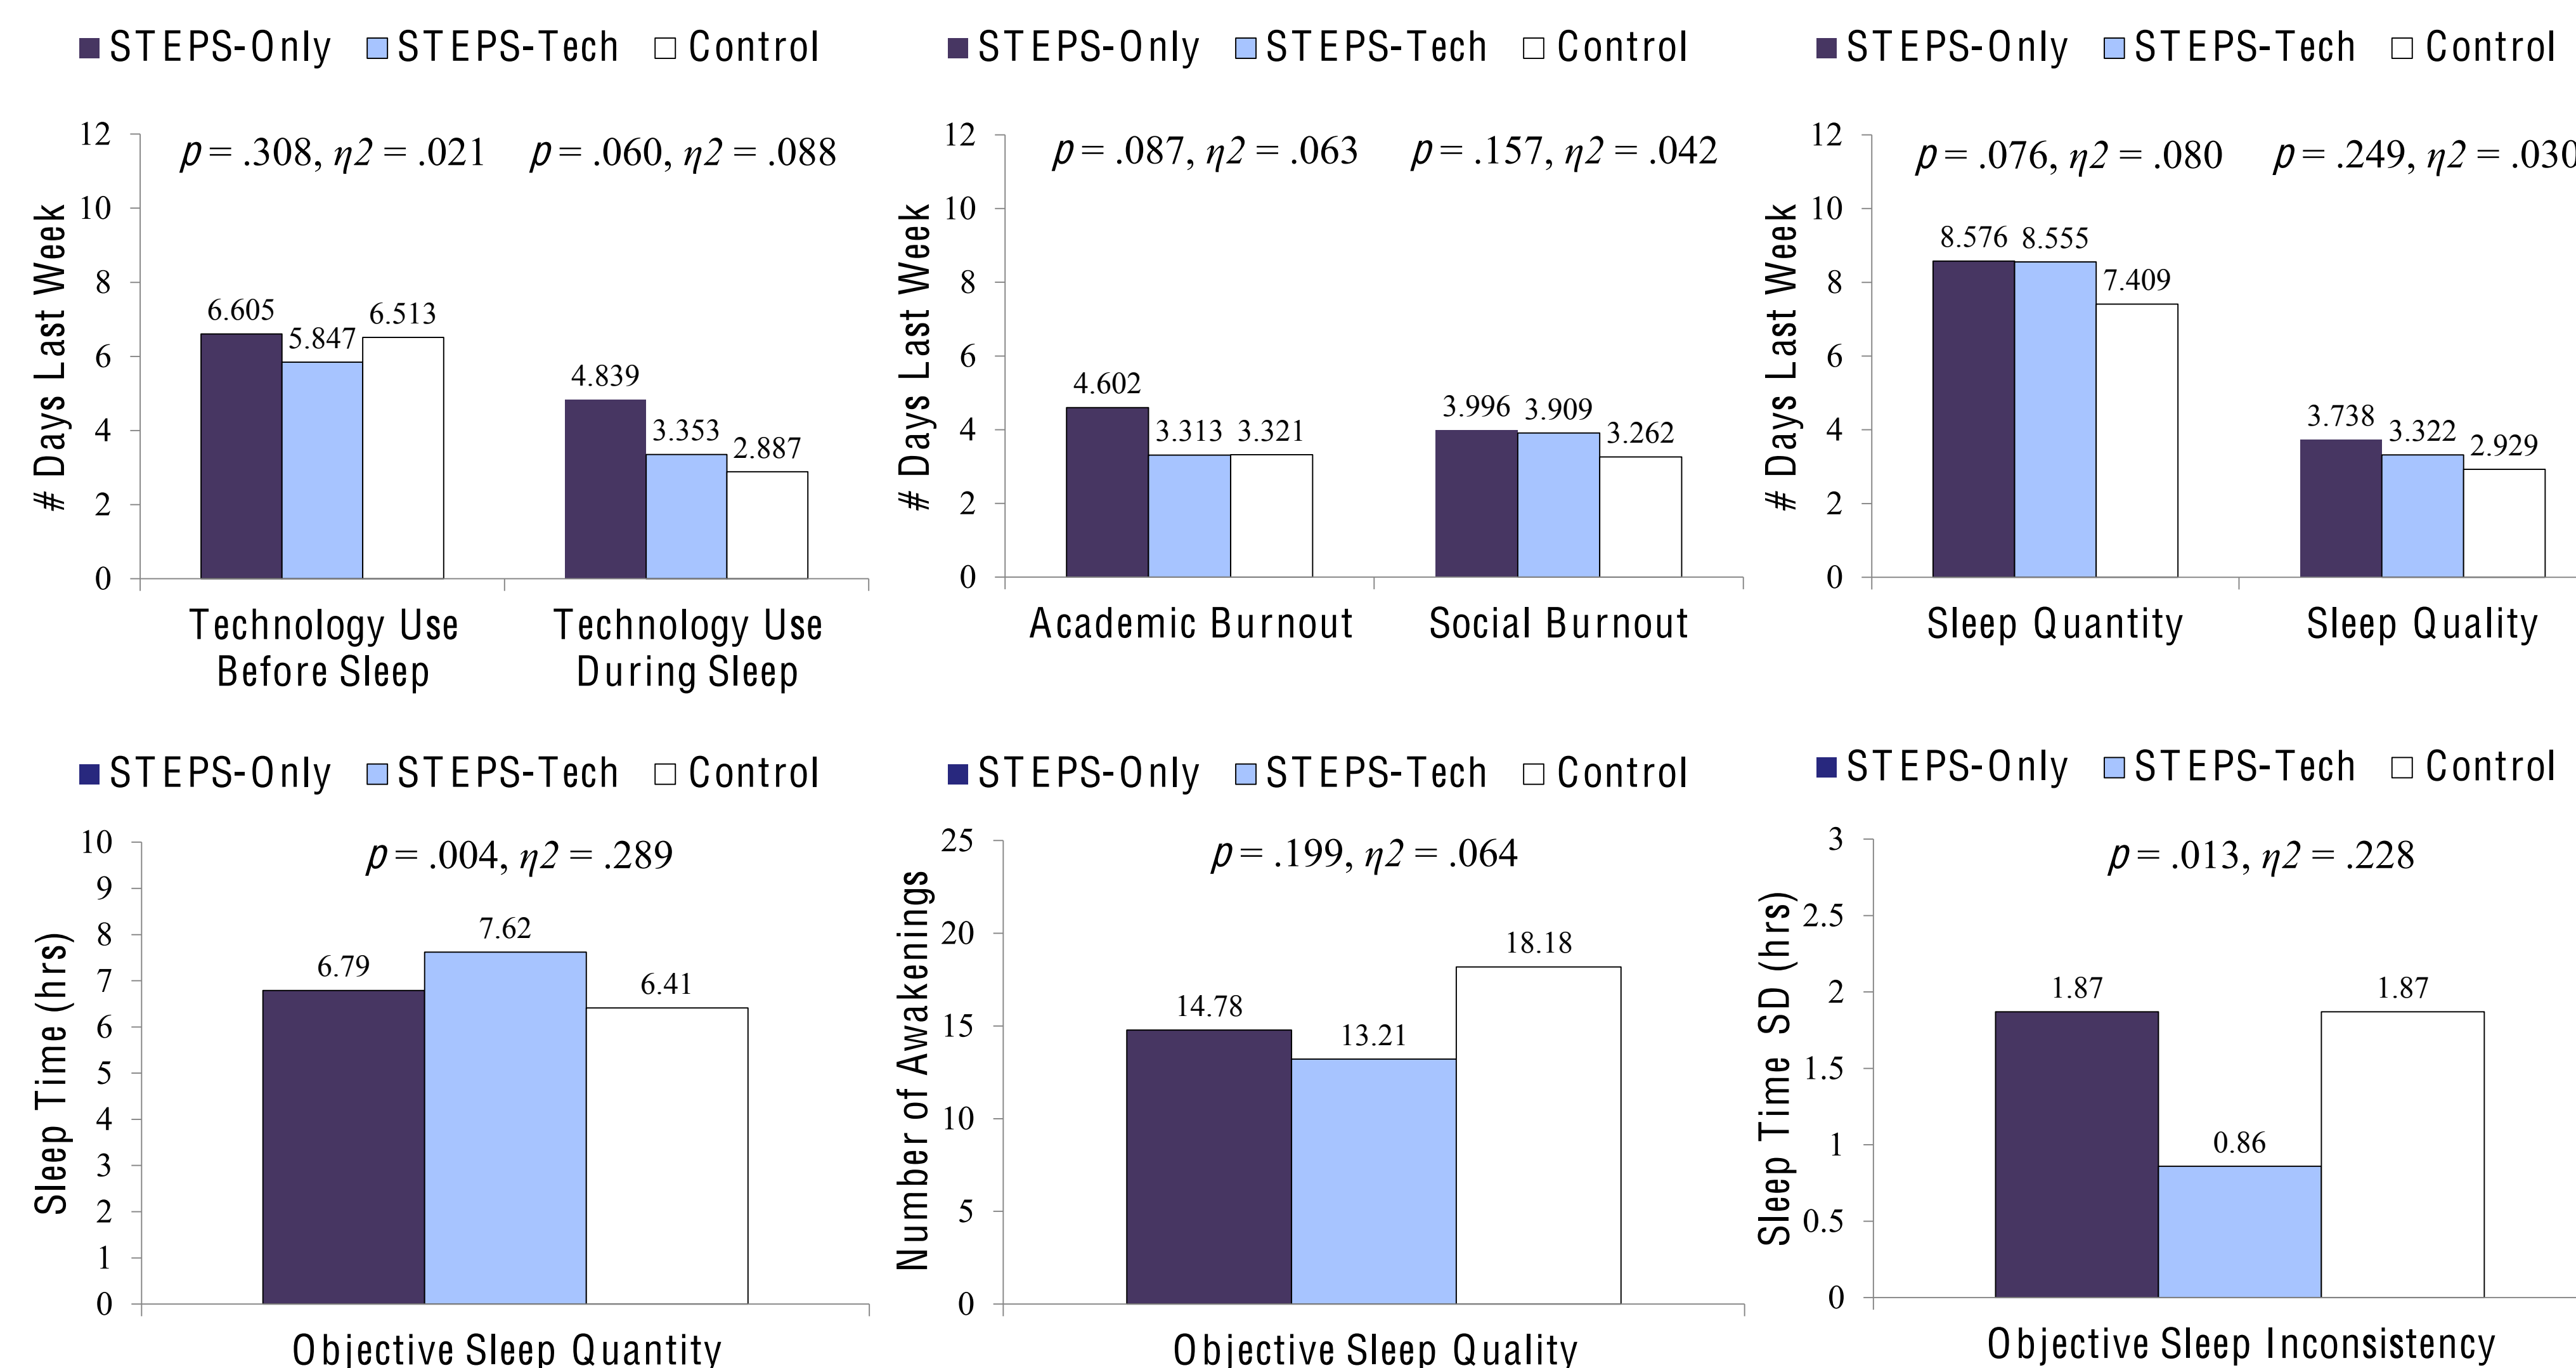 STEPS-Only STEPS-Tech Control
12
10
8
6
4
2
0
# Days Last Week
p = .308, η2 = .021 p = .060, η2 = .088
6.605
5.847
6.513
4.839
3.353
2.887
Technology Use
Before Sleep
Technology Use
During Sleep
STEPS-Only STEPS-Tech Control
12
10
8
6
4
2
0
# Days Last Week
p = .087, η2 = .063 p = .157, η2 = .042
4.602
3.313
3.321
3.996
3.909
3.262
Academic Burnout
Social Burnout
STEPS-Only STEPS-Tech Control
12
10
8
6
4
2
0
# Days Last Week
p = .076, η2 = .080 p = .249, η2 = .030
8.576
8.555
7.409
3.738
3.322
2.929
Sleep Quantity
Sleep Quality
STEPS-Only STEPS-Tech Control
10
9
8
7
6
5
4
3
2
1
0
Sleep Time (hrs)
p = .004, η2 = .289
6.79
7.62
6.41
Objective Sleep Quantity
STEPS-Only STEPS-Tech Control
25
20
15
10
5
0
Number of Awakenings
p = .199, η2 = .064
14.78
13.21
18.18
Objective Sleep Quality
STEPS-Only STEPS-Tech Control
3
2.5
2
1.5
1
0.5
0
Sleep Time SD (hrs)
p = .013, η2 = .228
1.87
0.86
1.87
Objective Sleep Inconsistency